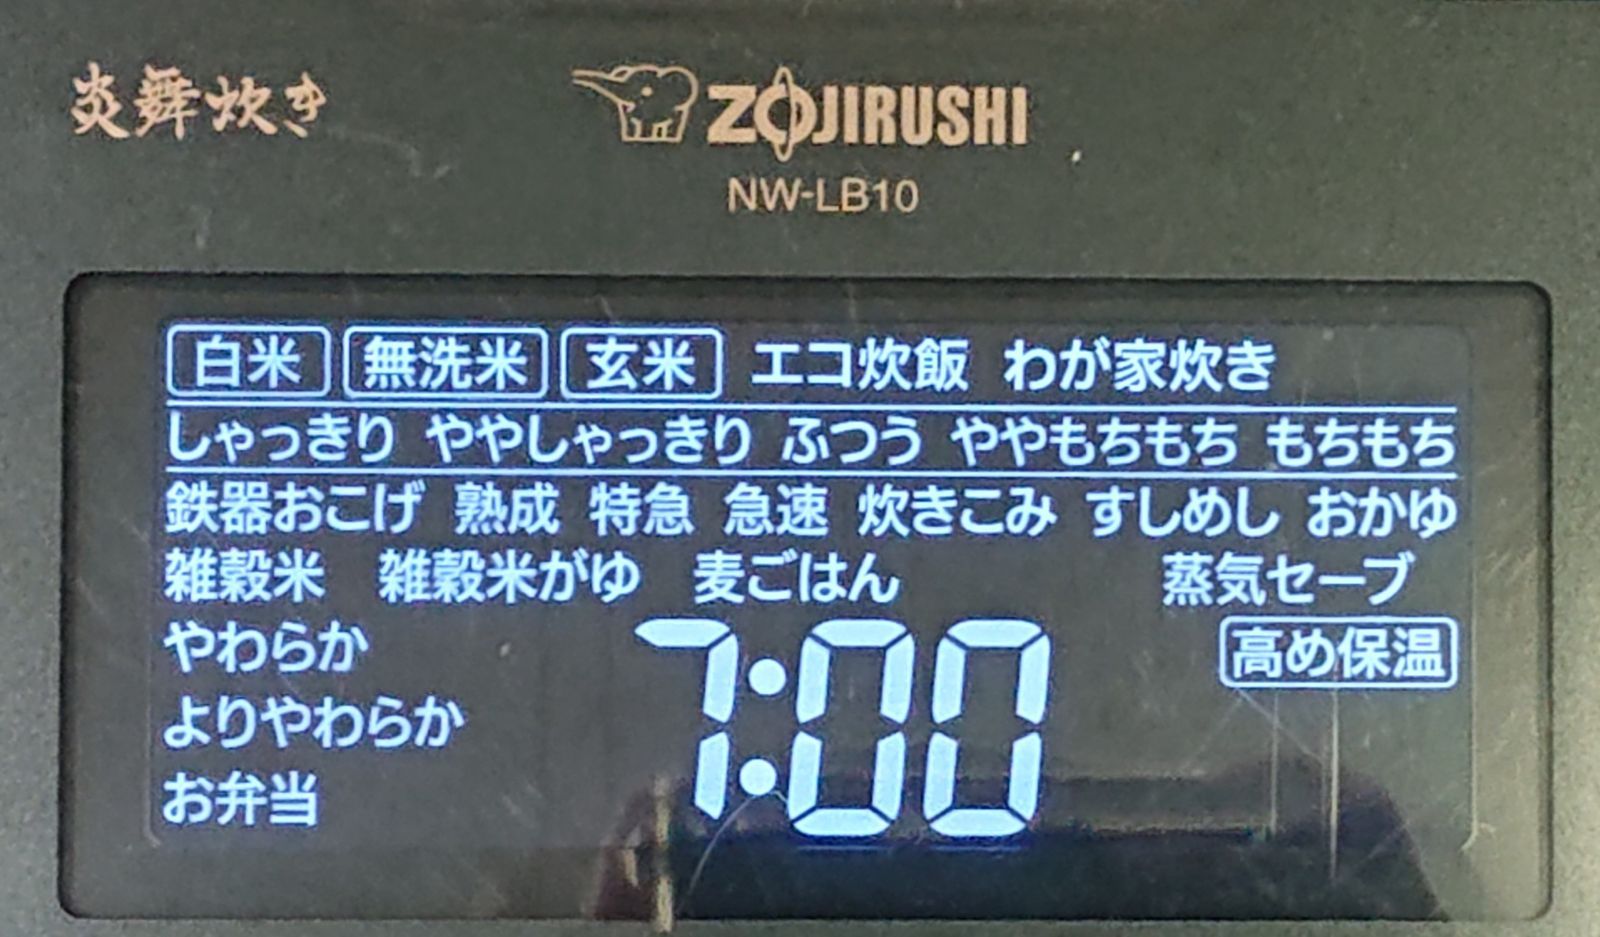 炎舞炊き
ZOJIRUSHI
NW-LB10
白米 無洗米 玄米 エコ炊飯 わが家炊き
しゃっきり ややしゃっきり ふつう ややもちもち もちもち
鉄器おこげ 熟成 特急 急速 炊きこみ すしめし おかゆ
雑穀米 雑穀米がゆ 麦ごはん 蒸気セーブ
やわらか 7:00 高め保温
よりやわらか
お弁当